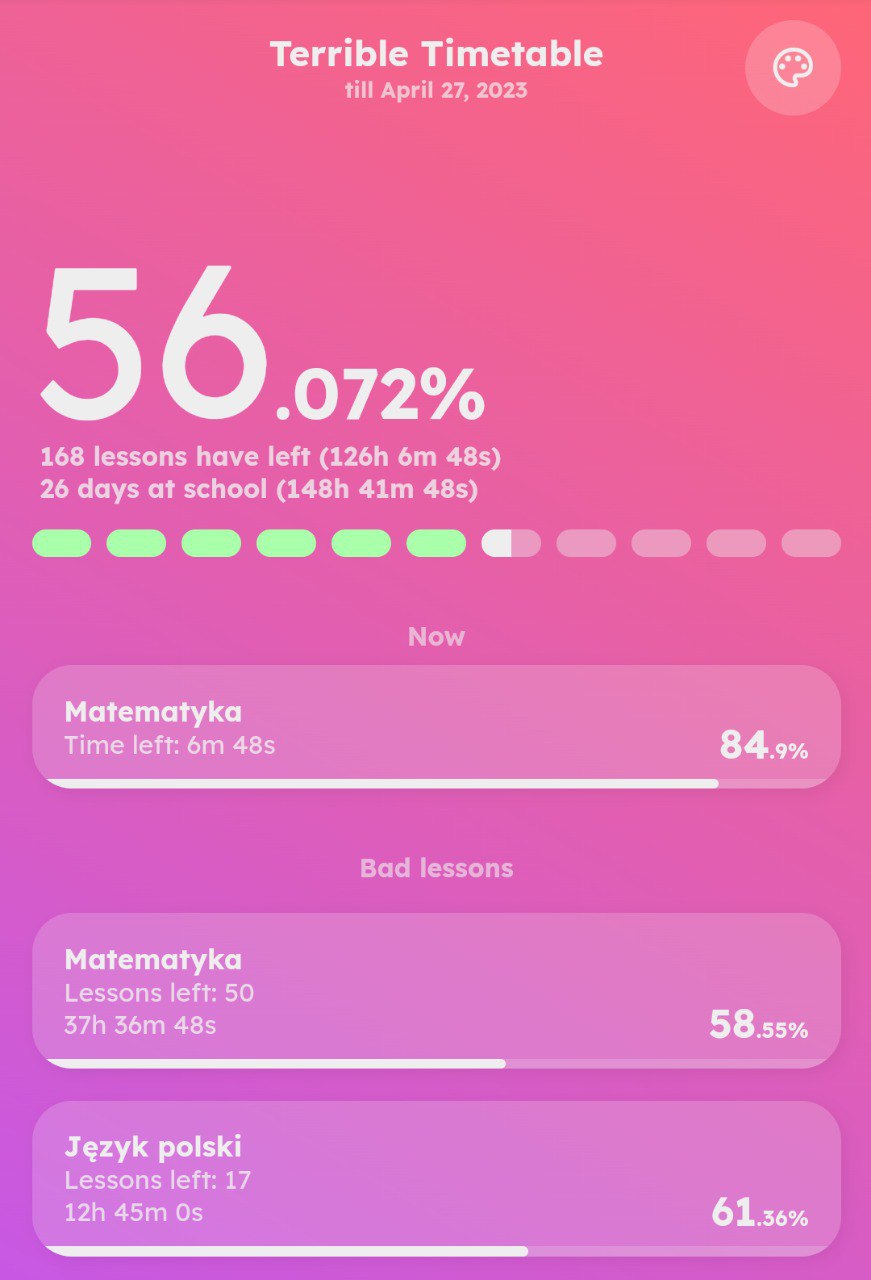 Terrible Timetable
till April 27, 2023
56.072%
168 lessons have left (126h 6m 48s)
26 days at school (148h 41m 48s)
Now
Matematyka
Time left: 6m 48s
84.9%
Bad lessons
Matematyka
Lessons left: 50
37h 36m 48s
58.55%
Język polski
Lessons left: 17
12h 45m 0s
61.36%